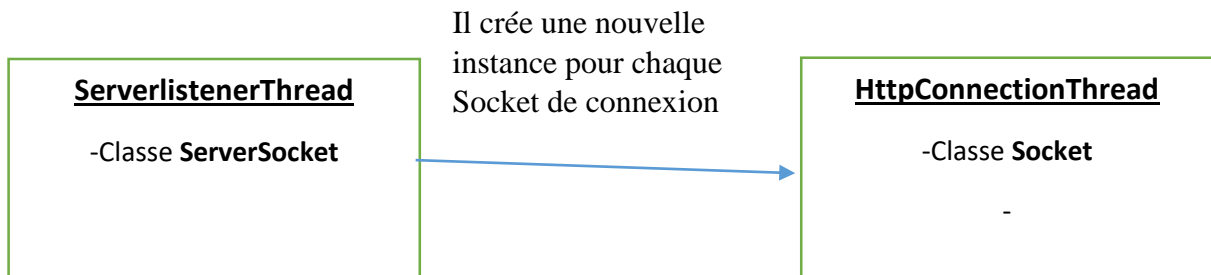 Il crée une nouvelle
instance pour chaque
Socket de connexion
ServerlistenerThread
-Classe ServerSocket
HttpConnectionThread
-Classe Socket
-